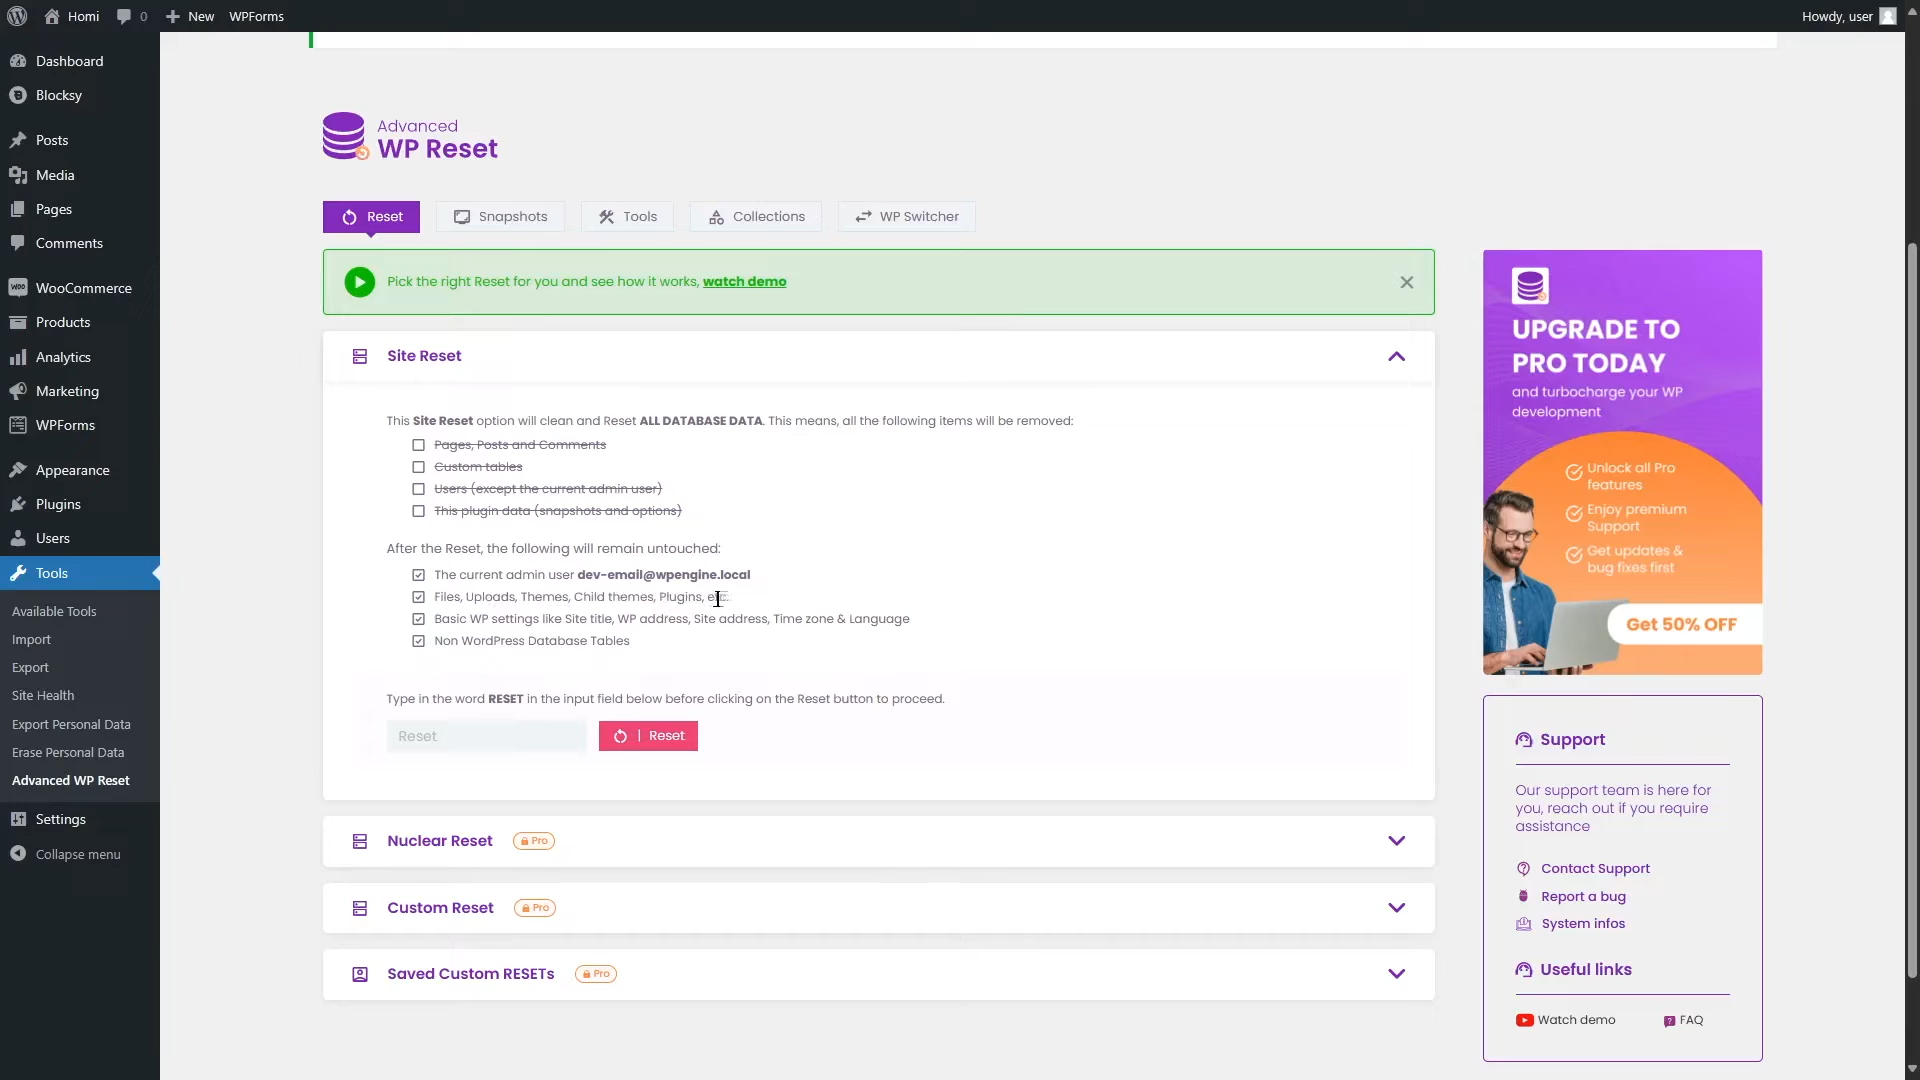 Homi
0
New
WPForms
Howdy, user
Dashboard
Blocksy
Posts
Media
Pages
Comments
WooCommerce
Products
Analytics
Marketing
WPForms
Appearance
Plugins
Users
Tools
Available Tools
Import
Export
Site Health
Export Personal Data
Erase Personal Data
Advanced WP Reset
Settings
Collapse menu
Advanced
WP Reset
Reset
Snapshots
Tools
Collections
WP Switcher
Pick the right Reset for you and see how it works, watch demo
Site Reset
This Site Reset option will clean and Reset ALL DATABASE DATA. This means, all the following items will be removed:
Pages, Posts and Comments
Custom tables
Users (except the current admin user)
This plugin data (snapshots and options)
After the Reset, the following will remain untouched:
The current admin user dev-email@wpengine.local
Files, Uploads, Themes, Child themes, Plugins, etc.
Basic WP settings like Site title, WP address, Site address, Time zone & Language
Non WordPress Database Tables
Type in the word RESET in the input field below before clicking on the Reset button to proceed.
Reset
| Reset
Nuclear Reset
Pro
Custom Reset
Pro
Saved Custom RESETs
Pro
UPGRADE TO
PRO TODAY
and turbocharge your WP
development
Unlock all Pro
features
Enjoy premium
Support
Get updates &
bug fixes first
Get 50% OFF
Support
Our support team is here for
you, reach out if you require
assistance
Contact Support
Report a bug
System infos
Useful links
Watch demo
FAQ